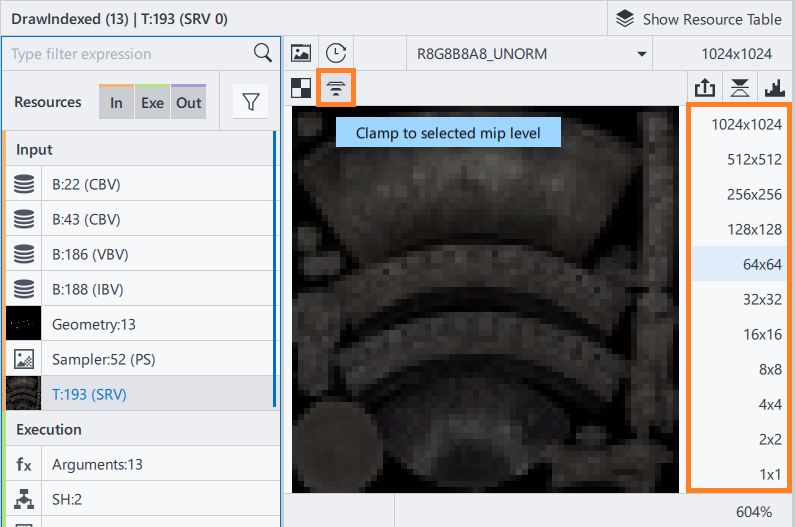 DrawIndexed (13) | T:193 (SRV 0)
Show Resource Table
Type filter expression
R8G8B8A8_UNORM
1024x1024
Resources
In
Exe
Out
Clamp to selected mip level
Input
B:22 (CBV)
B:43 (CBV)
B:186 (VBV)
B:188 (IBV)
Geometry:13
Sampler:52 (PS)
T:193 (SRV)
Execution
fx Arguments:13
SH:2
1024x1024
512x512
256x256
128x128
64x64
32x32
16x16
8x8
4x4
2x2
1x1
604%